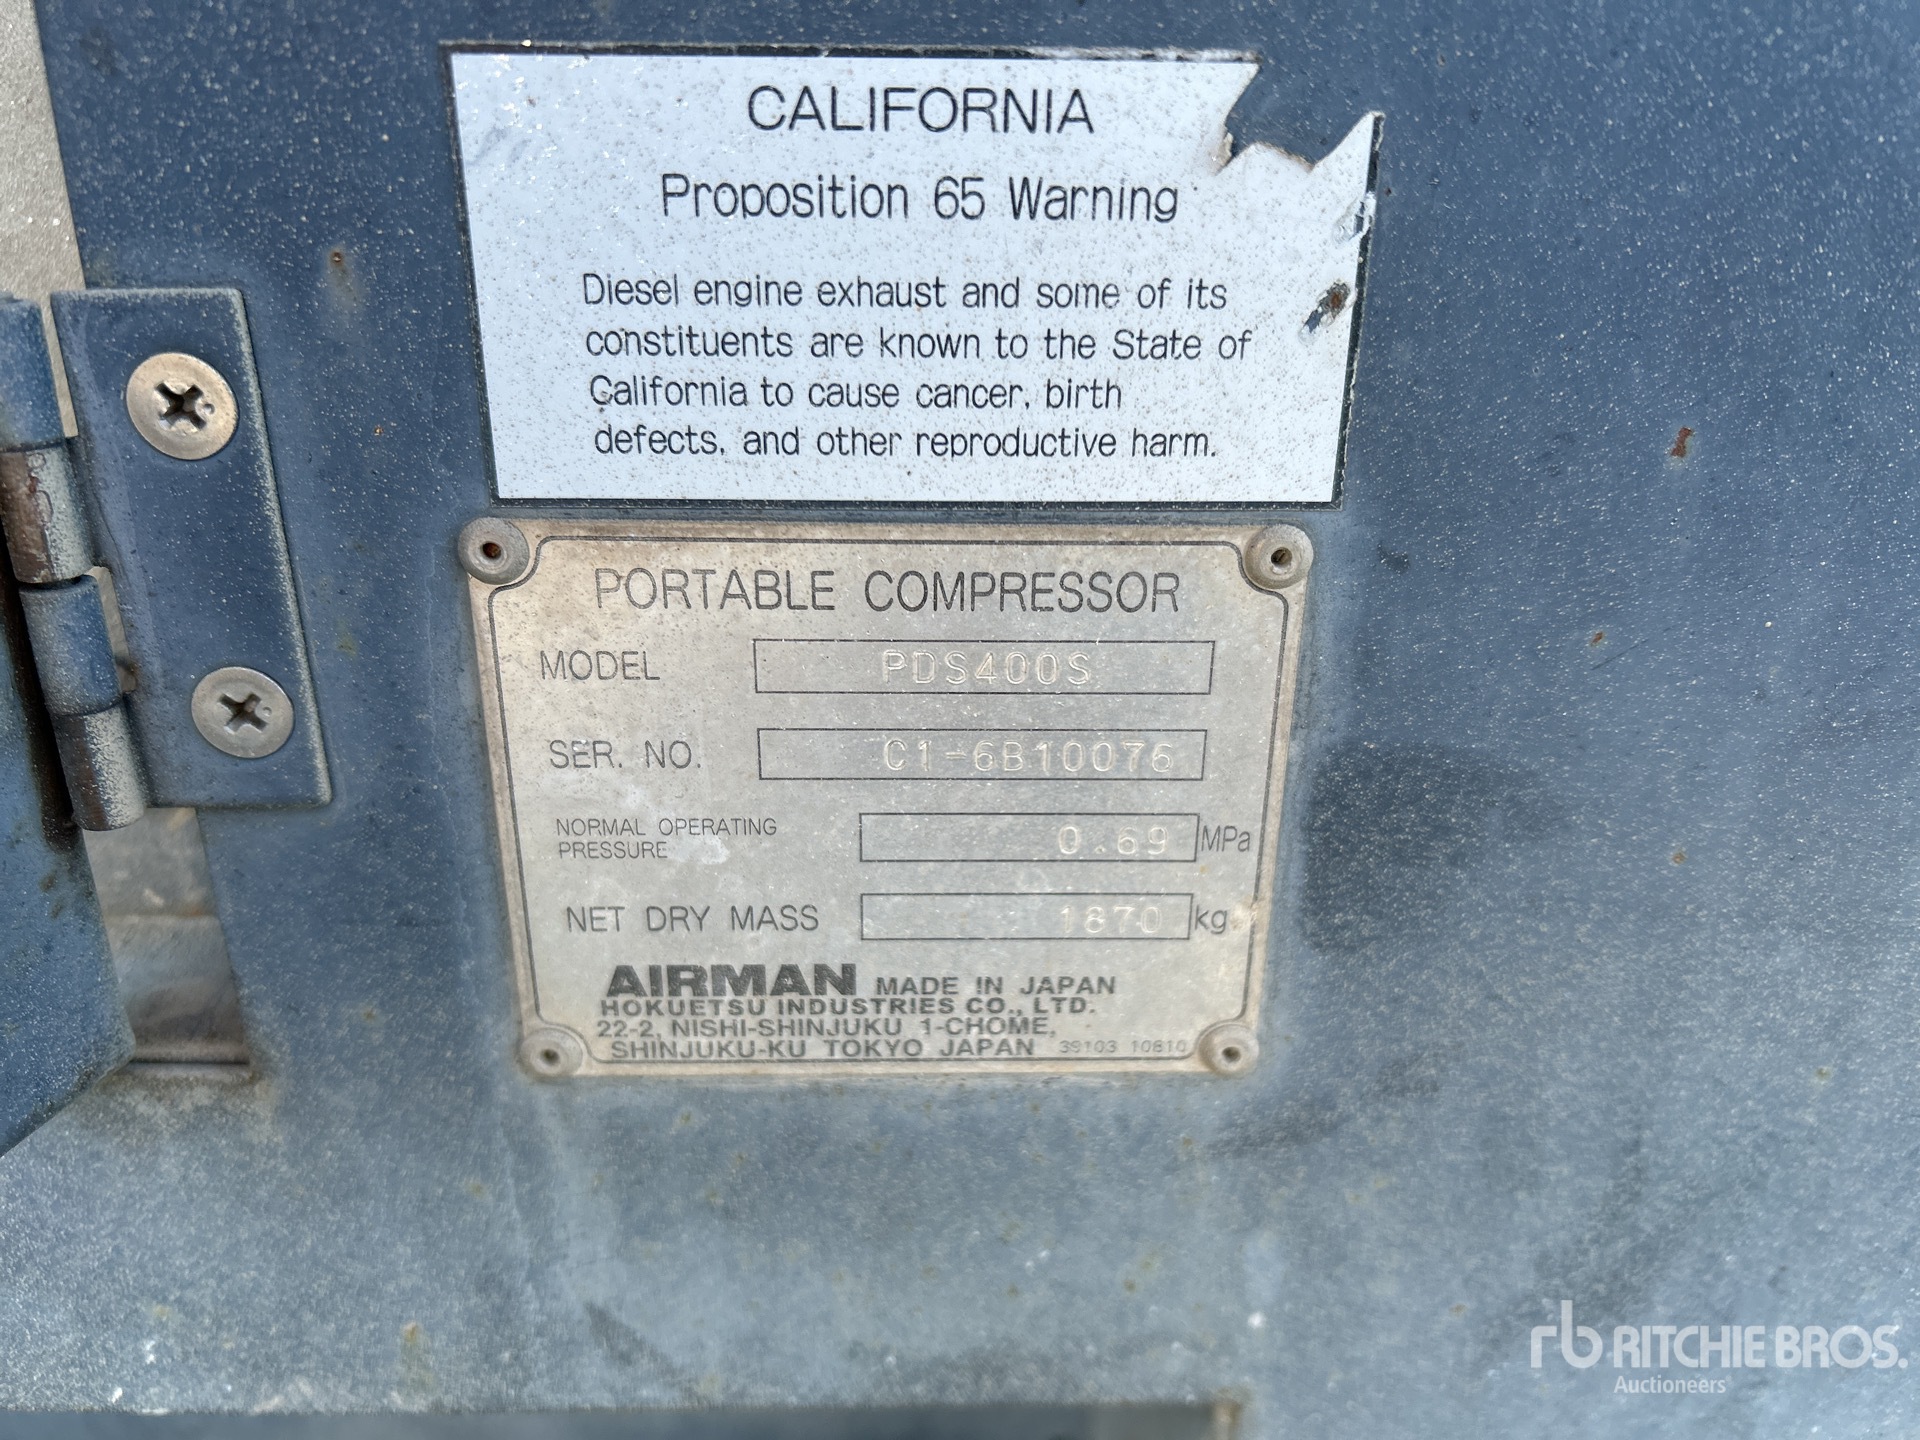 CALIFORNIA
Proposition 65 Warning
Diesel engine exhaust and some of its
constituents are known to the State of
California to cause cancer, birth
defects, and other reproductive harm.
PORTABLE COMPRESSOR
MODEL PDS400S
SER. NO. C1-6B10076
NORMAL OPERATING
PRESSURE 0.69 MPa
NET DRY MASS 1870 kg
AIRMAN MADE IN JAPAN
HOKUETSU INDUSTRIES CO., LTD.
22-2, NISHI-SHINJUKU 1-CHOME,
SHINJUKU-KU TOKYO JAPAN 39103 10810
rb RITCHIE BROS.
Auctioneers